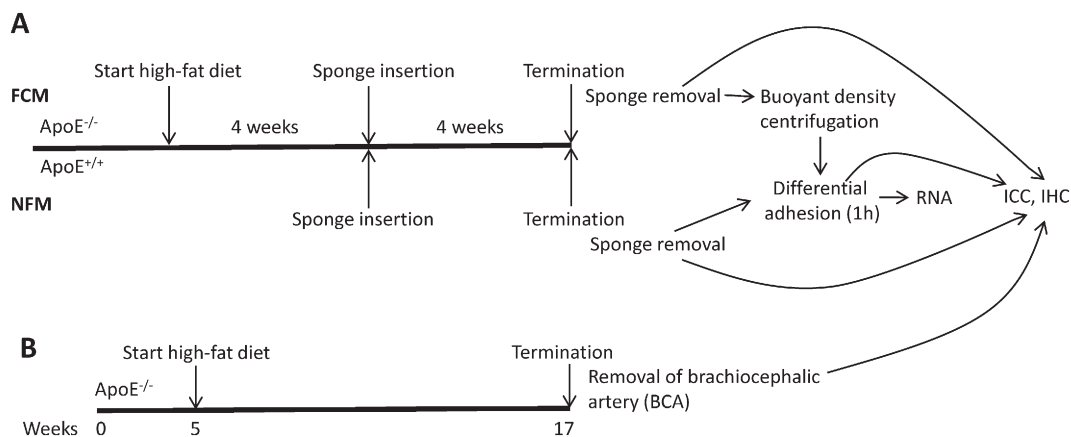 A
Start high-fat diet
Sponge insertion
Termination
FCM
Sponge removal
Buoyant density
centrifugation
ApoE-/-
4 weeks
4 weeks
ApoE+/+
Differential
adhesion (1h)
RNA
ICC, IHC
NFM
Sponge insertion
Termination
Sponge removal
B
Start high-fat diet
Termination
ApoE-/-
Removal of brachiocephalic
artery (BCA)
Weeks 0 5 17